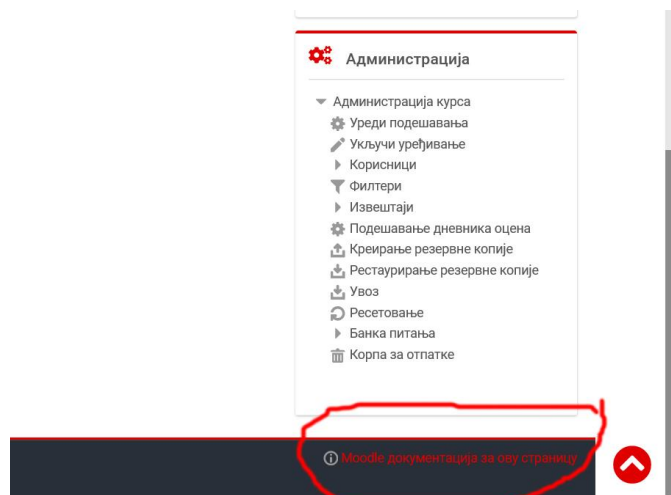 Администрација
Администрација курса
Уреди подешавања
Укључи уређивање
Корисници
Филтери
Извештаји
Подешавање дневника оцена
Креирање резервне копије
Рестаурирање резервне копије
Увоз
Ресетовање
Банка питања
Корпа за отпатке
Moodle документација за ову страницу